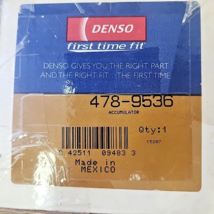 DENSO
first time fit
DENSO GIVES YOU THE RIGHT PART
AND THE RIGHT FIT THE FIRST TIME
478-9536
ACCUMULATOR
Qty:1
42511 09483 3
Made in
MEXICO